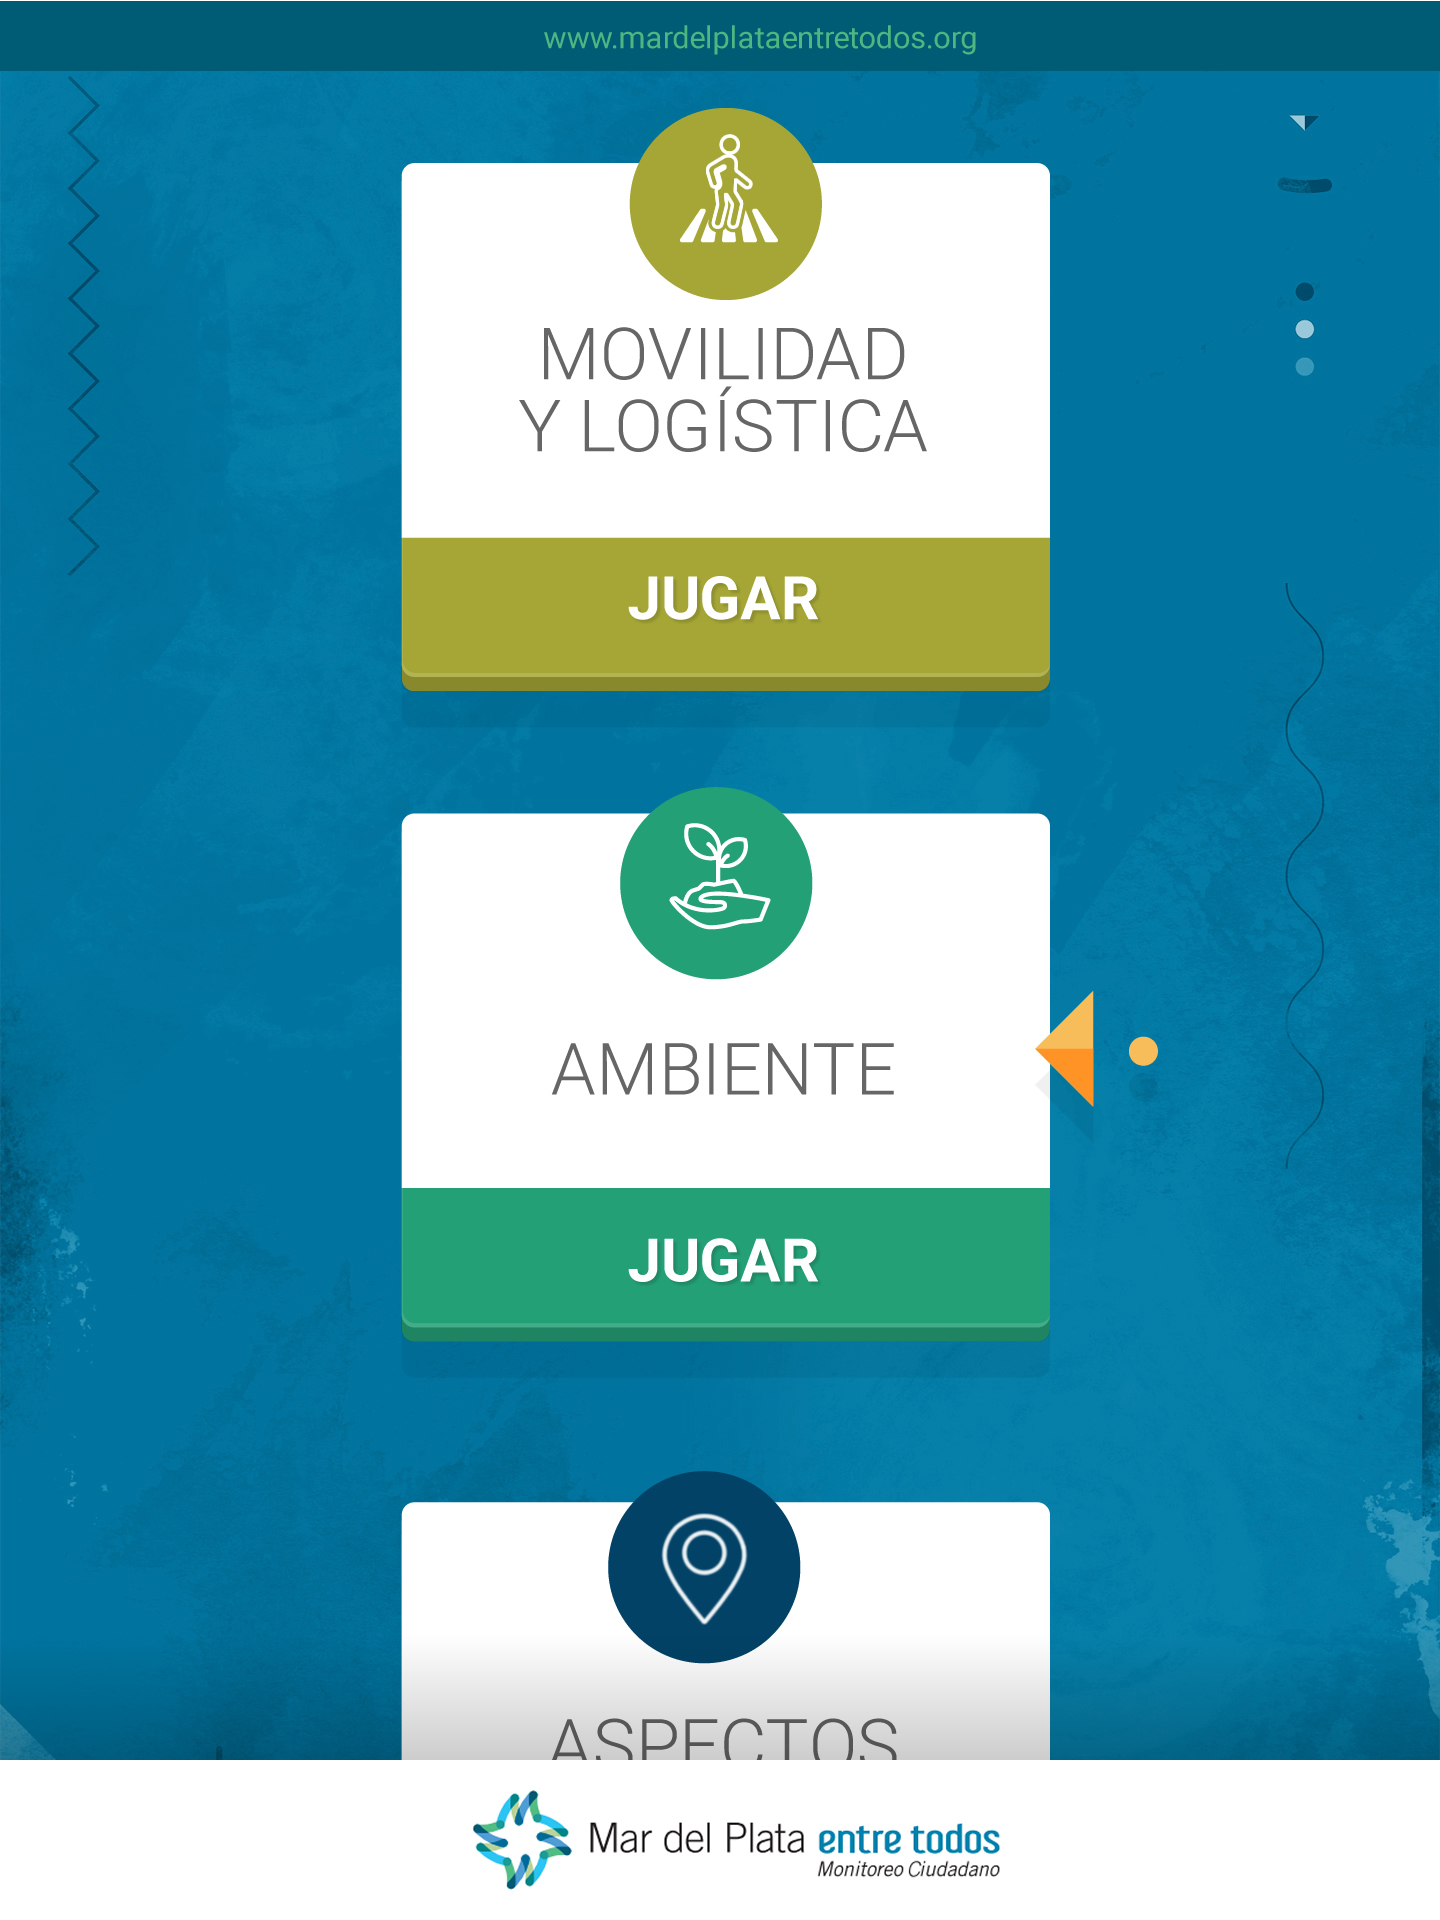 www.mardelplataentretodos.org
MOVILIDAD
Y LOGÍSTICA
JUGAR
AMBIENTE
JUGAR
ASPECTOS
Mar del Plata entre todos
Monitoreo Ciudadano